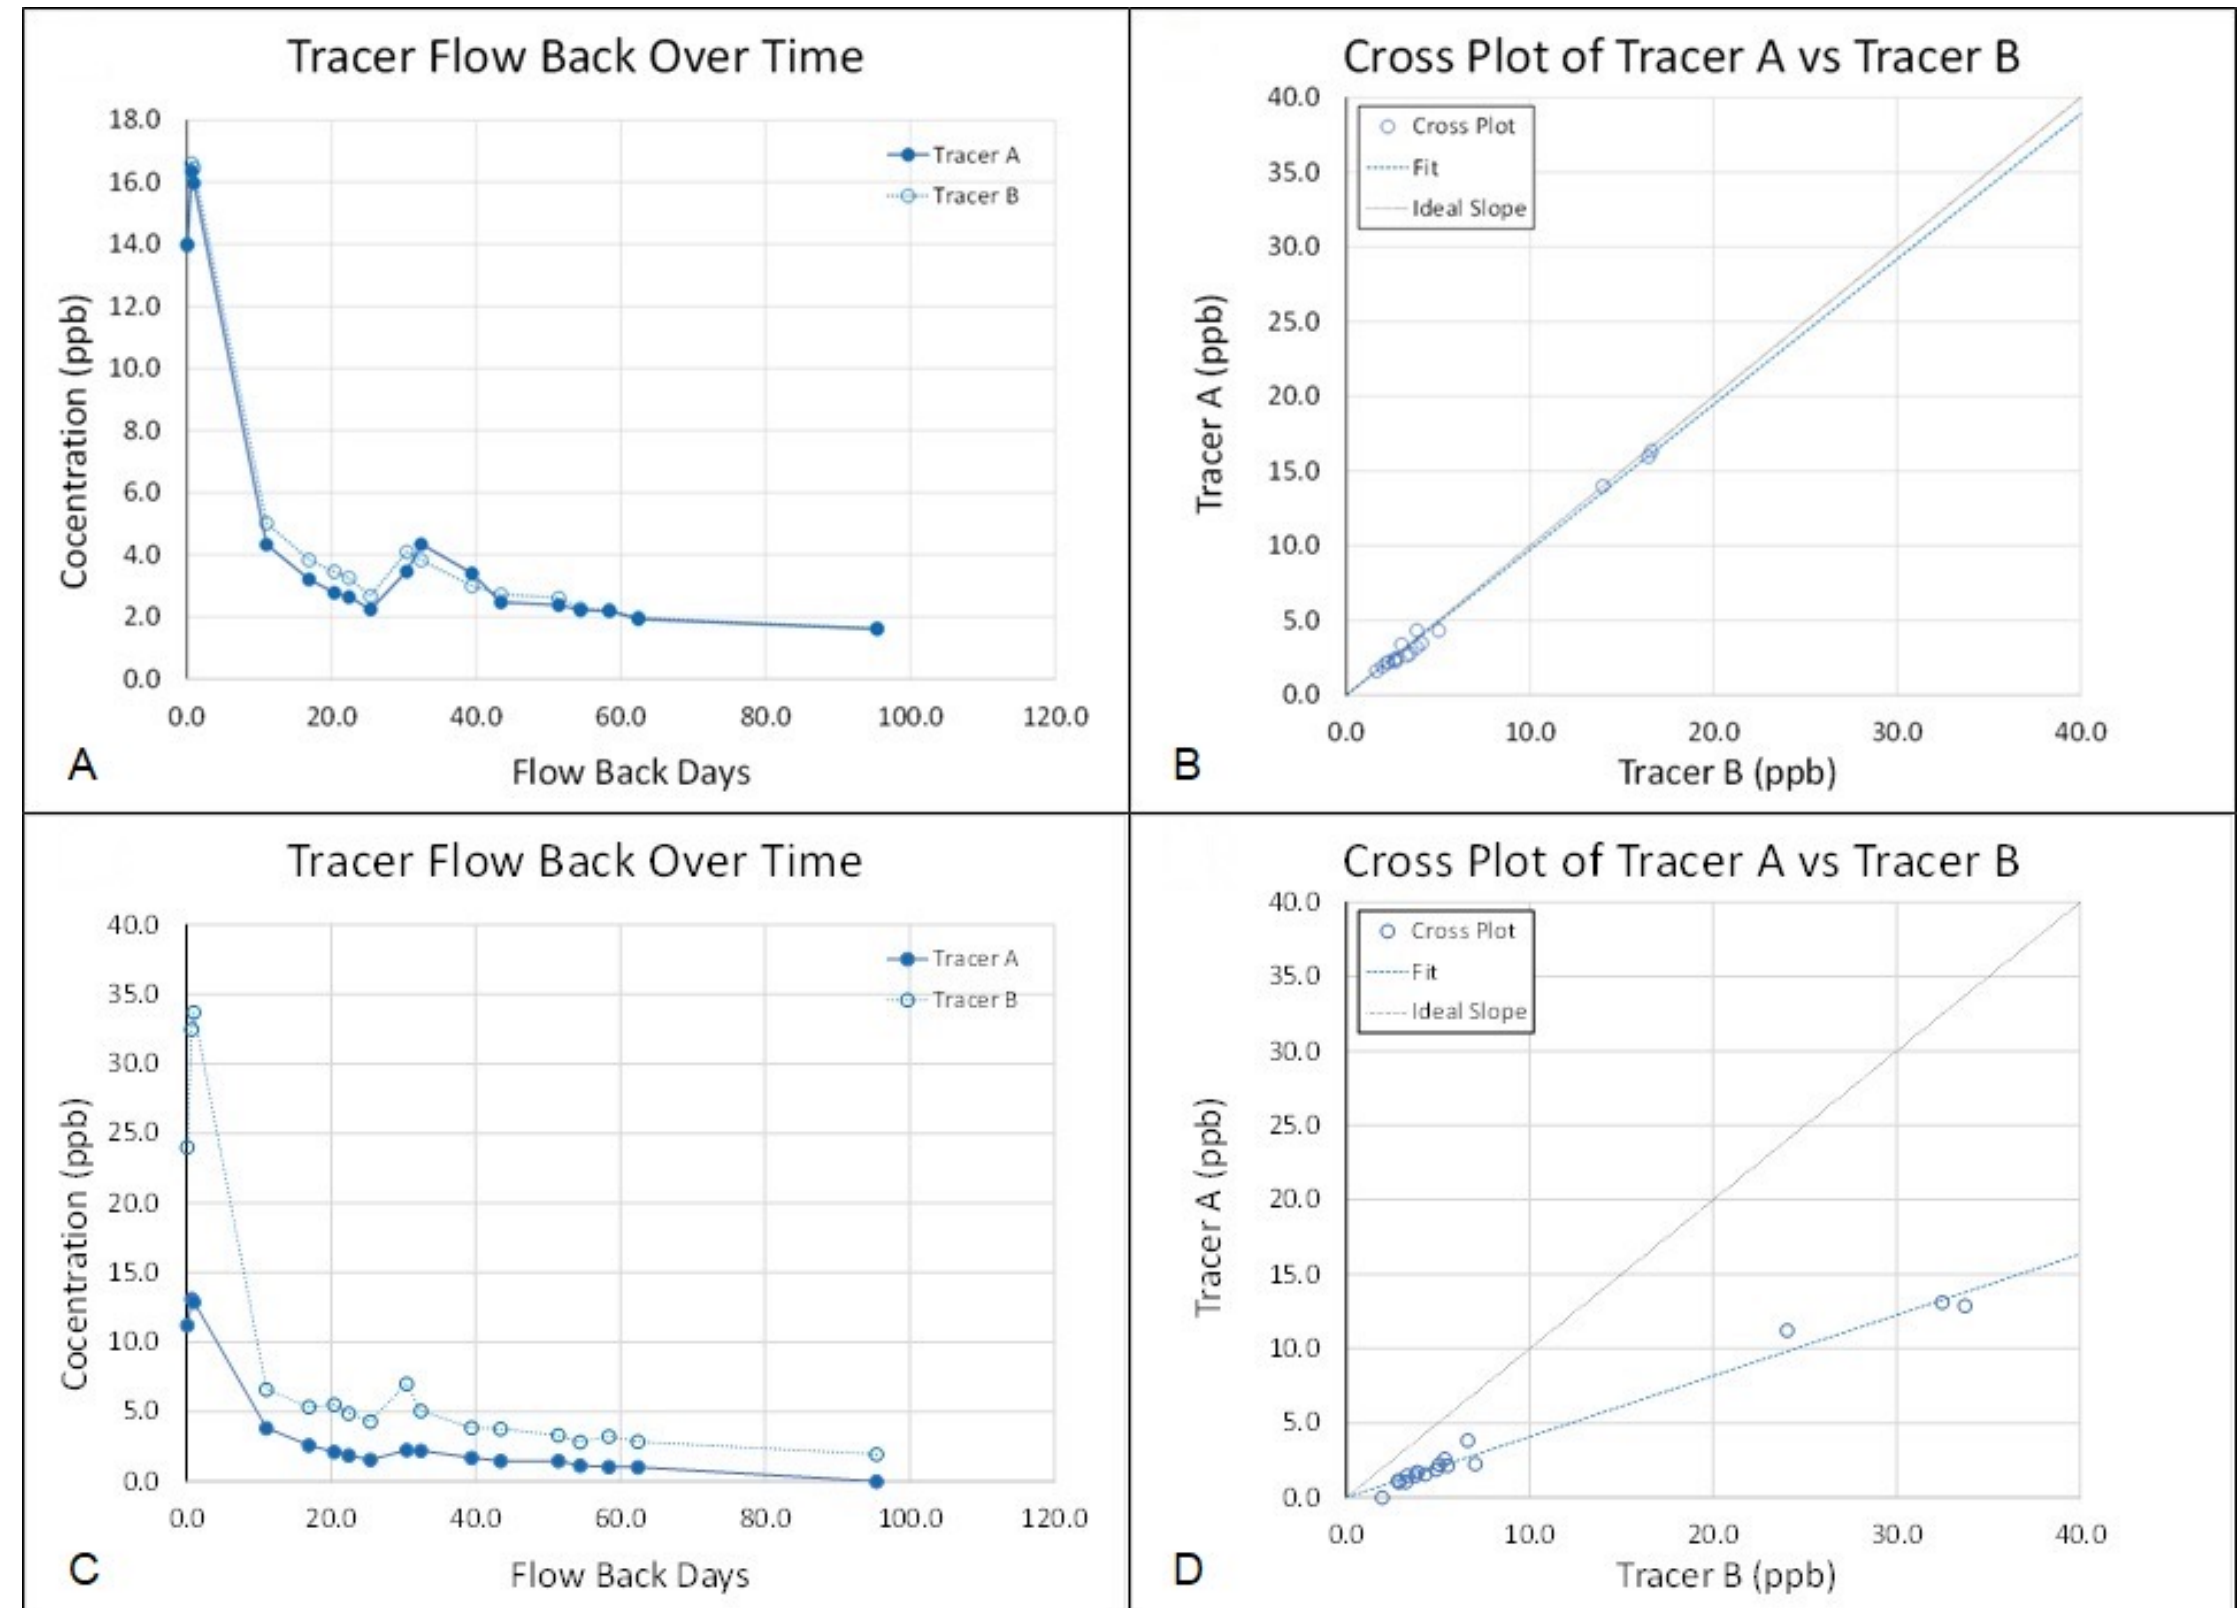 Tracer Flow Back Over Time
18.0
16.0
14.0
12.0
10.0
8.0
6.0
4.0
2.0
0.0
Cocentration (ppb)
Tracer A
Tracer B
0.0 20.0 40.0 60.0 80.0 100.0 120.0
Flow Back Days
A
Cross Plot of Tracer A vs Tracer B
40.0
35.0
30.0
25.0
20.0
15.0
10.0
5.0
0.0
Tracer A (ppb)
Cross Plot
Fit
Ideal Slope
0.0 10.0 20.0 30.0 40.0
Tracer B (ppb)
B
Tracer Flow Back Over Time
40.0
35.0
30.0
25.0
20.0
15.0
10.0
5.0
0.0
Cocentration (ppb)
Tracer A
Tracer B
0.0 20.0 40.0 60.0 80.0 100.0 120.0
Flow Back Days
C
Cross Plot of Tracer A vs Tracer B
40.0
35.0
30.0
25.0
20.0
15.0
10.0
5.0
0.0
Tracer A (ppb)
Cross Plot
Fit
Ideal Slope
0.0 10.0 20.0 30.0 40.0
Tracer B (ppb)
D